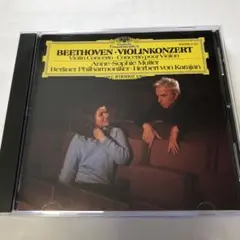 BEETHOVEN · VIOLINKONZERT
Violin Concerto · Concerto pour Violon
Anne-Sophie Mutter
Berliner Philharmoniker · Herbert von Karajan